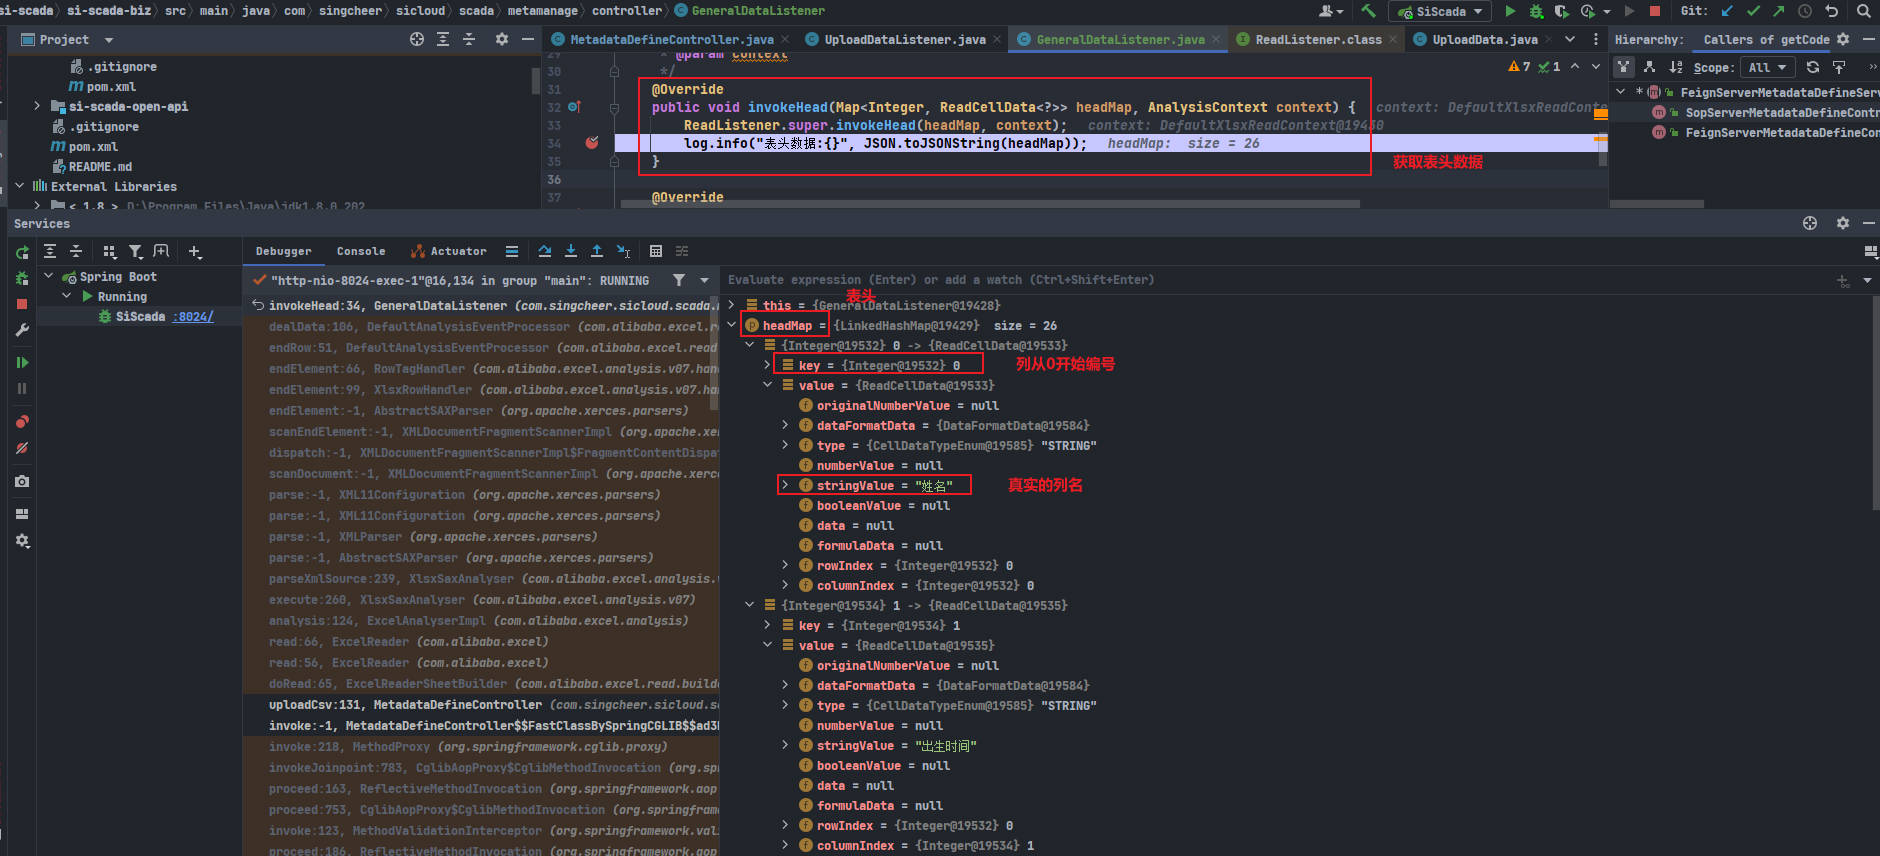 si-scada › si-scada-biz › src › main › java › com › singcheer › sicloud › scada › metamanage › controller › GeneralDataListener
SiScada
Git:
Project
.gitignore
pom.xml
si-scada-open-api
.gitignore
pom.xml
README.md
External Libraries
< 1.8 > D:\Program Files\Java\jdk1.8.0_202
MetadataDefineController.java
UploadDataListener.java
GeneralDataListener.java
ReadListener.class
UploadData.java
29 * @param context
30 */
31 @Override
32 public void invokeHead(Map<Integer, ReadCellData<?>> headMap, AnalysisContext context) { context: DefaultXlsxReadConte
33 ReadListener.super.invokeHead(headMap, context); context: DefaultXlsxReadContext@19430
34 log.info("表头数据:{}", JSON.toJSONString(headMap)); headMap: size = 26
35 }
获取表头数据
36
37 @Override
7 1
Hierarchy: Callers of getCode
Scope: All
* FeignServerMetadataDefineServ
SopServerMetadataDefineContr
FeignServerMetadataDefineCon
Services
Debugger
Console
Actuator
Spring Boot
Running
SiScada :8024/
"http-nio-8024-exec-1"@16,134 in group "main": RUNNING
invokeHead:34, GeneralDataListener (com.singcheer.sicloud.scada.
dealData:106, DefaultAnalysisEventProcessor (com.alibaba.excel.re
endRow:51, DefaultAnalysisEventProcessor (com.alibaba.excel.read
endElement:66, RowTagHandler (com.alibaba.excel.analysis.v07.han
endElement:99, XlsxRowHandler (com.alibaba.excel.analysis.v07.ha
endElement:-1, AbstractSAXParser (org.apache.xerces.parsers)
scanEndElement:-1, XMLDocumentFragmentScannerImpl (org.apache.xer
dispatch:-1, XMLDocumentFragmentScannerImpl$FragmentContentDispat
scanDocument:-1, XMLDocumentFragmentScannerImpl (org.apache.xerce
parse:-1, XML11Configuration (org.apache.xerces.parsers)
parse:-1, XML11Configuration (org.apache.xerces.parsers)
parse:-1, XMLParser (org.apache.xerces.parsers)
parse:-1, AbstractSAXParser (org.apache.xerces.parsers)
parseXmlSource:239, XlsxSaxAnalyser (com.alibaba.excel.analysis.v
execute:260, XlsxSaxAnalyser (com.alibaba.excel.analysis.v07)
analysis:124, ExcelAnalyserImpl (com.alibaba.excel.analysis)
read:66, ExcelReader (com.alibaba.excel)
read:56, ExcelReader (com.alibaba.excel)
doRead:65, ExcelReaderSheetBuilder (com.alibaba.excel.read.builde
uploadCsv:131, MetadataDefineController (com.singcheer.sicloud.sc
invoke:-1, MetadataDefineController$$FastClassBySpringCGLIB$$ad3
invoke:218, MethodProxy (org.springframework.cglib.proxy)
invokeJoinpoint:783, CglibAopProxy$CglibMethodInvocation (org.sp
proceed:163, ReflectiveMethodInvocation (org.springframework.aop
proceed:753, CglibAopProxy$CglibMethodInvocation (org.springfram
invoke:123, MethodValidationInterceptor (org.springframework.vali
proceed:186, ReflectiveMethodInvocation (org.springframework.aop
Evaluate expression (Enter) or add a watch (Ctrl+Shift+Enter)
表头
this = {GeneralDataListener@19428}
headMap = {LinkedHashMap@19429} size = 26
{Integer@19532} 0 -> {ReadCellData@19533}
key = {Integer@19532} 0
列从0开始编号
value = {ReadCellData@19533}
originalNumberValue = null
dataFormatData = {DataFormatData@19584}
type = {CellDataTypeEnum@19585} "STRING"
numberValue = null
stringValue = "姓名"
真实的列名
booleanValue = null
data = null
formulaData = null
rowIndex = {Integer@19532} 0
columnIndex = {Integer@19532} 0
{Integer@19534} 1 -> {ReadCellData@19535}
key = {Integer@19534} 1
value = {ReadCellData@19535}
originalNumberValue = null
dataFormatData = {DataFormatData@19584}
type = {CellDataTypeEnum@19585} "STRING"
numberValue = null
stringValue = "出生时间"
booleanValue = null
data = null
formulaData = null
rowIndex = {Integer@19532} 0
columnIndex = {Integer@19534} 1